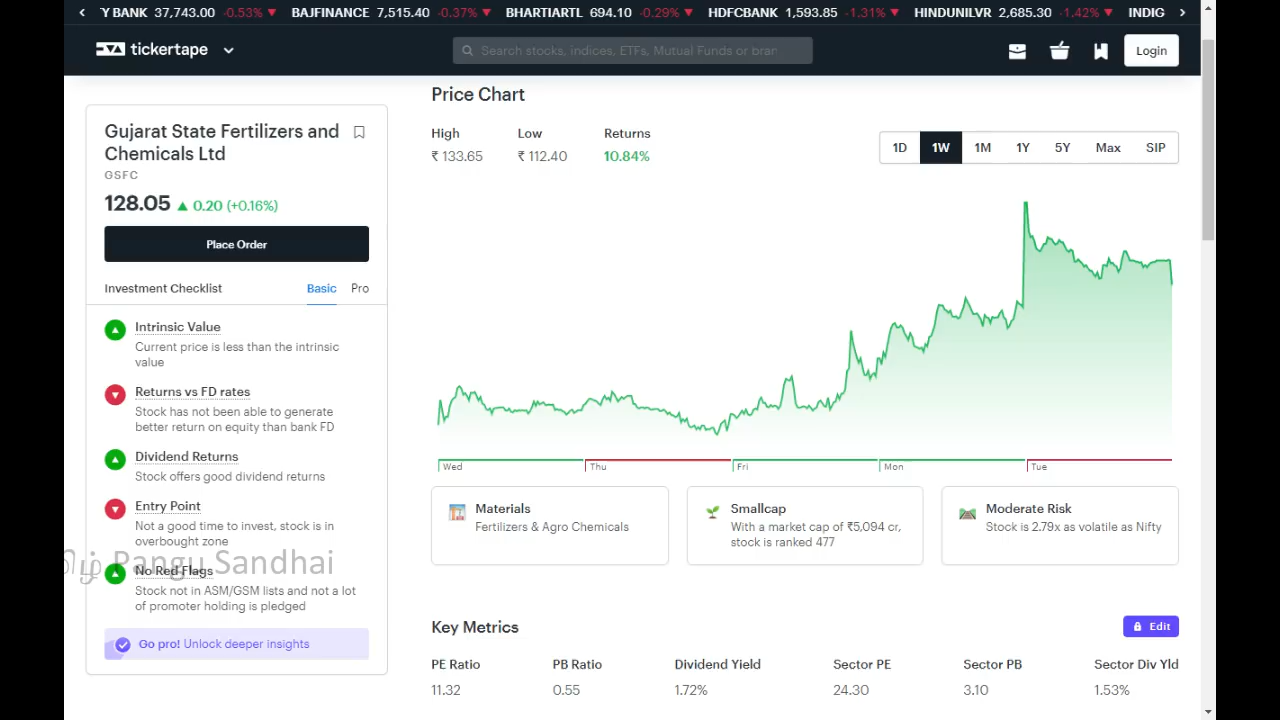 Y BANK 37,743.00 -0.53% ▼ BAJFINANCE 7,515.40 -0.37% ▼ BHARTIARTL 694.10 -0.29% ▼ HDFCBANK 1,593.85 -1.31% ▼ HINDUNILVR 2,685.30 -1.42% ▼ INDIG
tickertape
Search stocks, indices, ETFs, Mutual Funds or bran
Login
Gujarat State Fertilizers and
Chemicals Ltd
GSFC
128.05 ▲ 0.20 (+0.16%)
Place Order
Investment Checklist Basic Pro
Intrinsic Value
Current price is less than the intrinsic
value
Returns vs FD rates
Stock has not been able to generate
better return on equity than bank FD
Dividend Returns
Stock offers good dividend returns
Entry Point
Not a good time to invest, stock is in
overbought zone
Pangu Sandhai
No Red Flags
Stock not in ASM/GSM lists and not a lot
of promoter holding is pledged
Go pro! Unlock deeper insights
Price Chart
High Low Returns
₹ 133.65 ₹ 112.40 10.84%
1D 1W 1M 1Y 5Y Max SIP
Wed Thu Fri Mon Tue
Materials
Fertilizers & Agro Chemicals
Smallcap
With a market cap of ₹5,094 cr,
stock is ranked 477
Moderate Risk
Stock is 2.79x as volatile as Nifty
Key Metrics
Edit
PE Ratio PB Ratio Dividend Yield Sector PE Sector PB Sector Div Yld
11.32 0.55 1.72% 24.30 3.10 1.53%